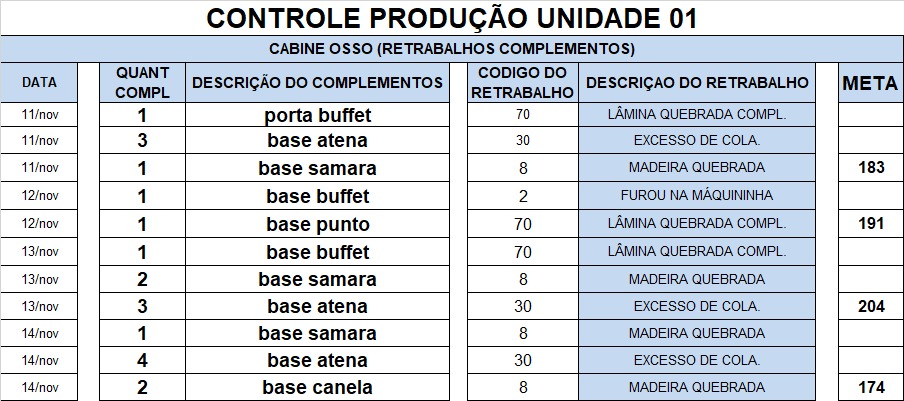 CONTROLE PRODUÇÃO UNIDADE 01
CABINE OSSO (RETRABALHOS COMPLEMENTOS)
DATA QUANT COMPL DESCRIÇÃO DO COMPLEMENTOS CODIGO DO RETRABALHO DESCRIÇAO DO RETRABALHO META
11/nov 1 porta buffet 70 LÂMINA QUEBRADA COMPL.
11/nov 3 base atena 30 EXCESSO DE COLA.
11/nov 1 base samara 8 MADEIRA QUEBRADA 183
12/nov 1 base buffet 2 FUROU NA MÁQUININHA
12/nov 1 base punto 70 LÂMINA QUEBRADA COMPL. 191
13/nov 1 base buffet 70 LÂMINA QUEBRADA COMPL.
13/nov 2 base samara 8 MADEIRA QUEBRADA
13/nov 3 base atena 30 EXCESSO DE COLA. 204
14/nov 1 base samara 8 MADEIRA QUEBRADA
14/nov 4 base atena 30 EXCESSO DE COLA.
14/nov 2 base canela 8 MADEIRA QUEBRADA 174